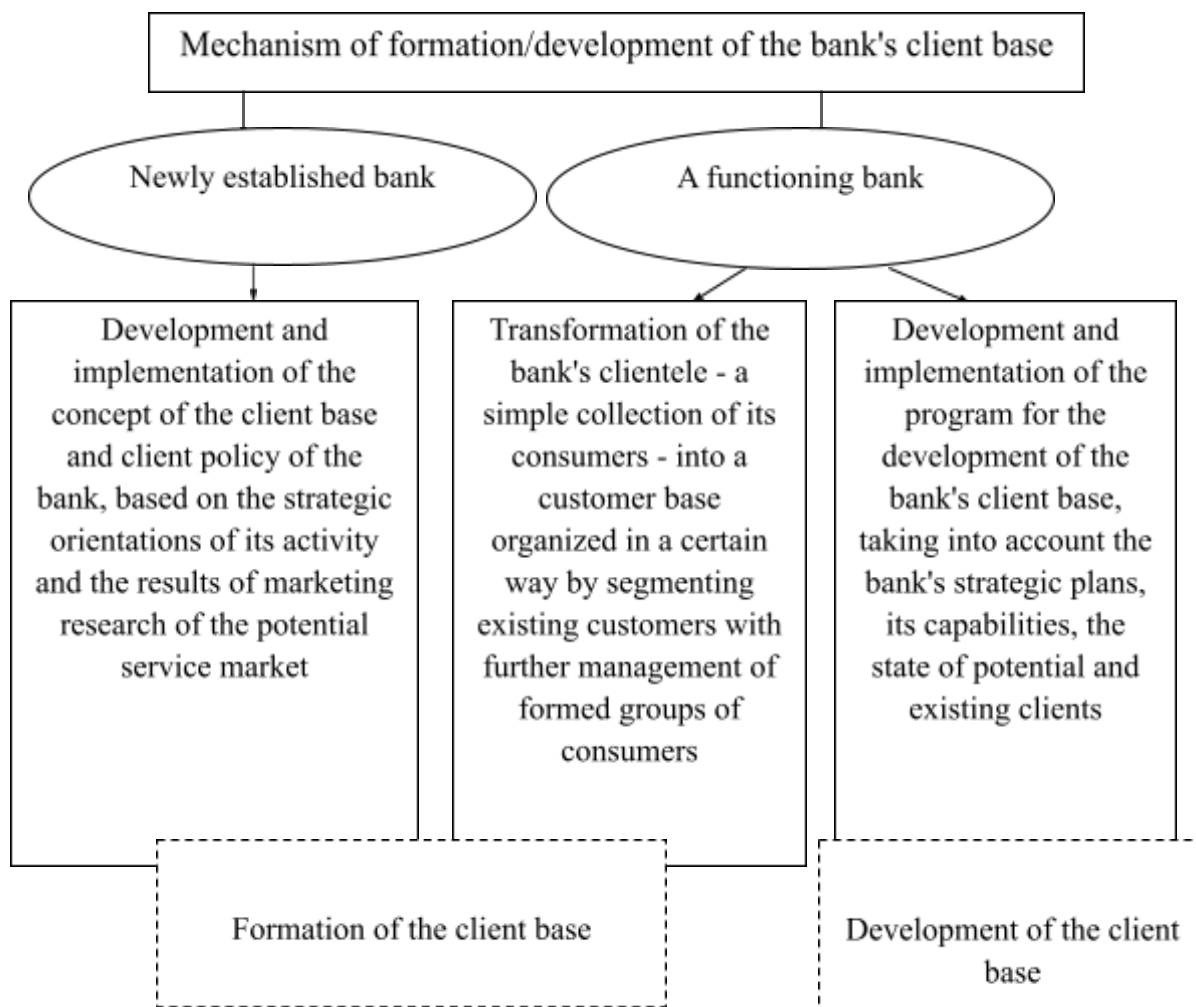 Mechanism of formation/development of the bank's client base
Newly established bank
A functioning bank
Development and
implementation of the
concept of the client base
and client policy of the
bank, based on the strategic
orientations of its activity
and the results of marketing
research of the potential
service market
Transformation of the
bank's clientele - a
simple collection of its
consumers - into a
customer base
organized in a certain
way by segmenting
existing customers with
further management of
formed groups of
consumers
Development and
implementation of the
program for the
development of the
bank's client base,
taking into account the
bank's strategic plans,
its capabilities, the
state of potential and
existing clients
Formation of the client base
Development of the client
base